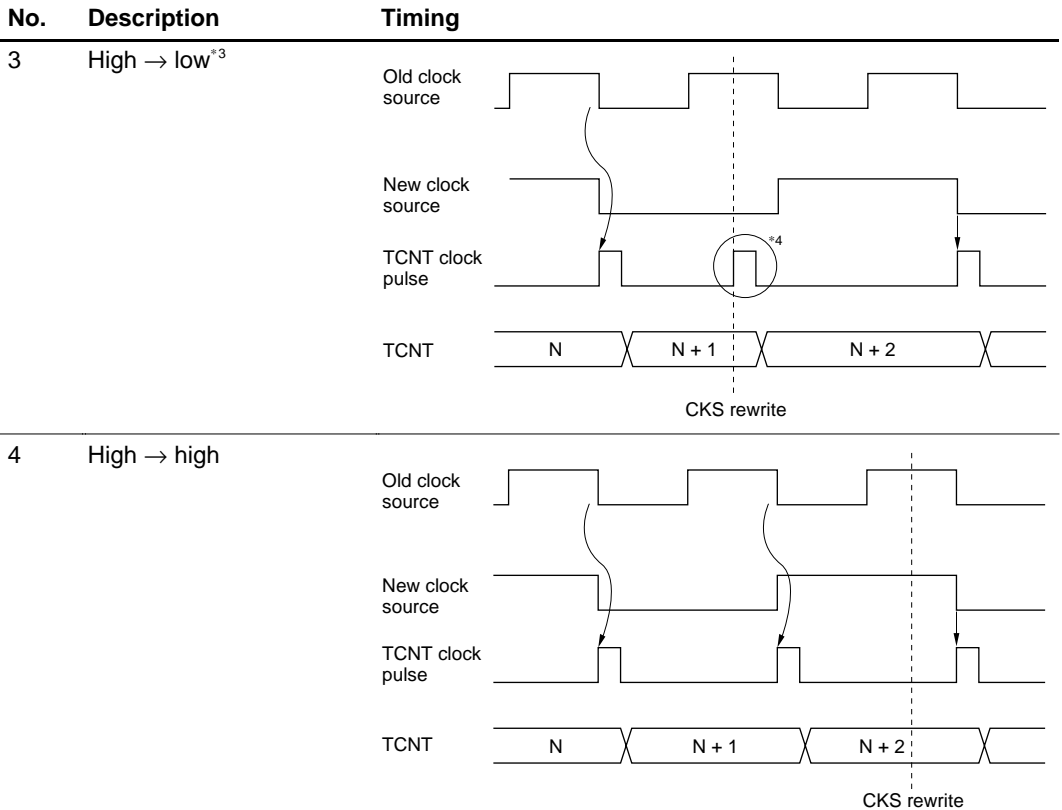 No. Description Timing
3 High → low*3
Old clock
source
New clock
source
*4
TCNT clock
pulse
TCNT N N + 1 N + 2
CKS rewrite
4 High → high
Old clock
source
New clock
source
TCNT clock
pulse
TCNT N N + 1 N + 2
CKS rewrite